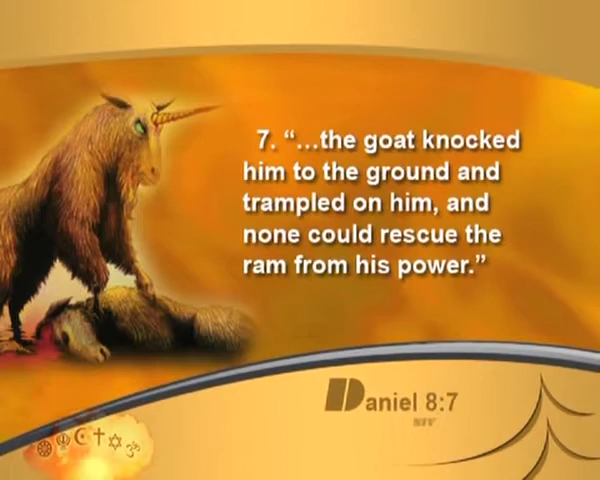 7. “...the goat knocked
him to the ground and
trampled on him, and
none could rescue the
ram from his power.”
Daniel 8:7